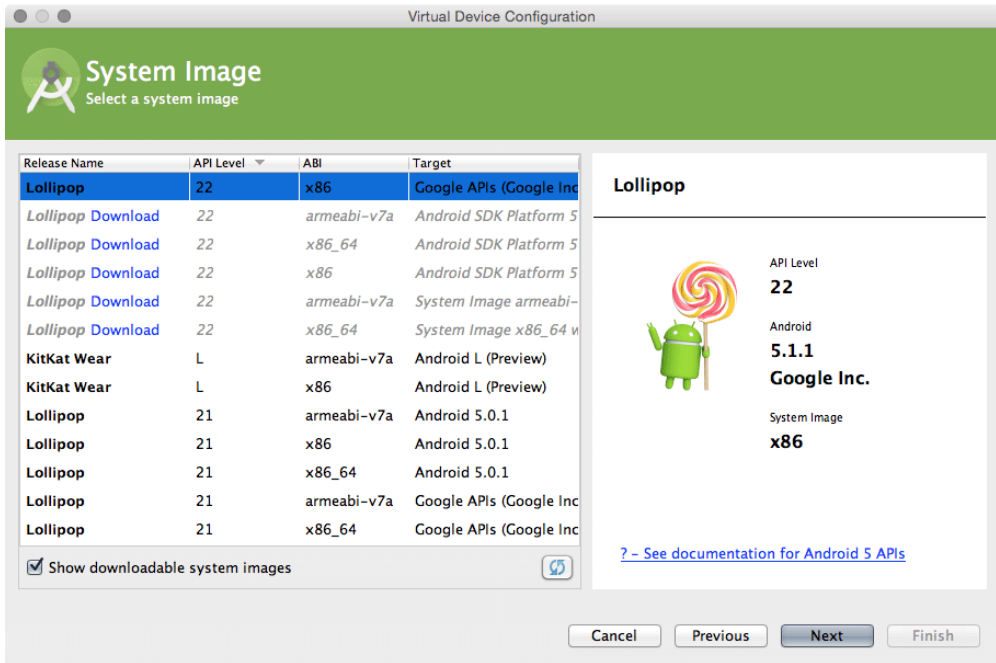 Virtual Device Configuration
System Image
Select a system image
Release Name API Level ABI Target
Lollipop 22 x86 Google APIs (Google Inc
Lollipop Download 22 armeabi-v7a Android SDK Platform 5
Lollipop Download 22 x86_64 Android SDK Platform 5
Lollipop Download 22 x86 Android SDK Platform 5
Lollipop Download 22 armeabi-v7a System Image armeabi-
Lollipop Download 22 x86_64 System Image x86_64 w
KitKat Wear L armeabi-v7a Android L (Preview)
KitKat Wear L x86 Android L (Preview)
Lollipop 21 armeabi-v7a Android 5.0.1
Lollipop 21 x86 Android 5.0.1
Lollipop 21 x86_64 Android 5.0.1
Lollipop 21 armeabi-v7a Google APIs (Google Inc
Lollipop 21 x86_64 Google APIs (Google Inc
Show downloadable system images
Lollipop
API Level
22
Android
5.1.1
Google Inc.
System Image
x86
? – See documentation for Android 5 APIs
Cancel Previous Next Finish